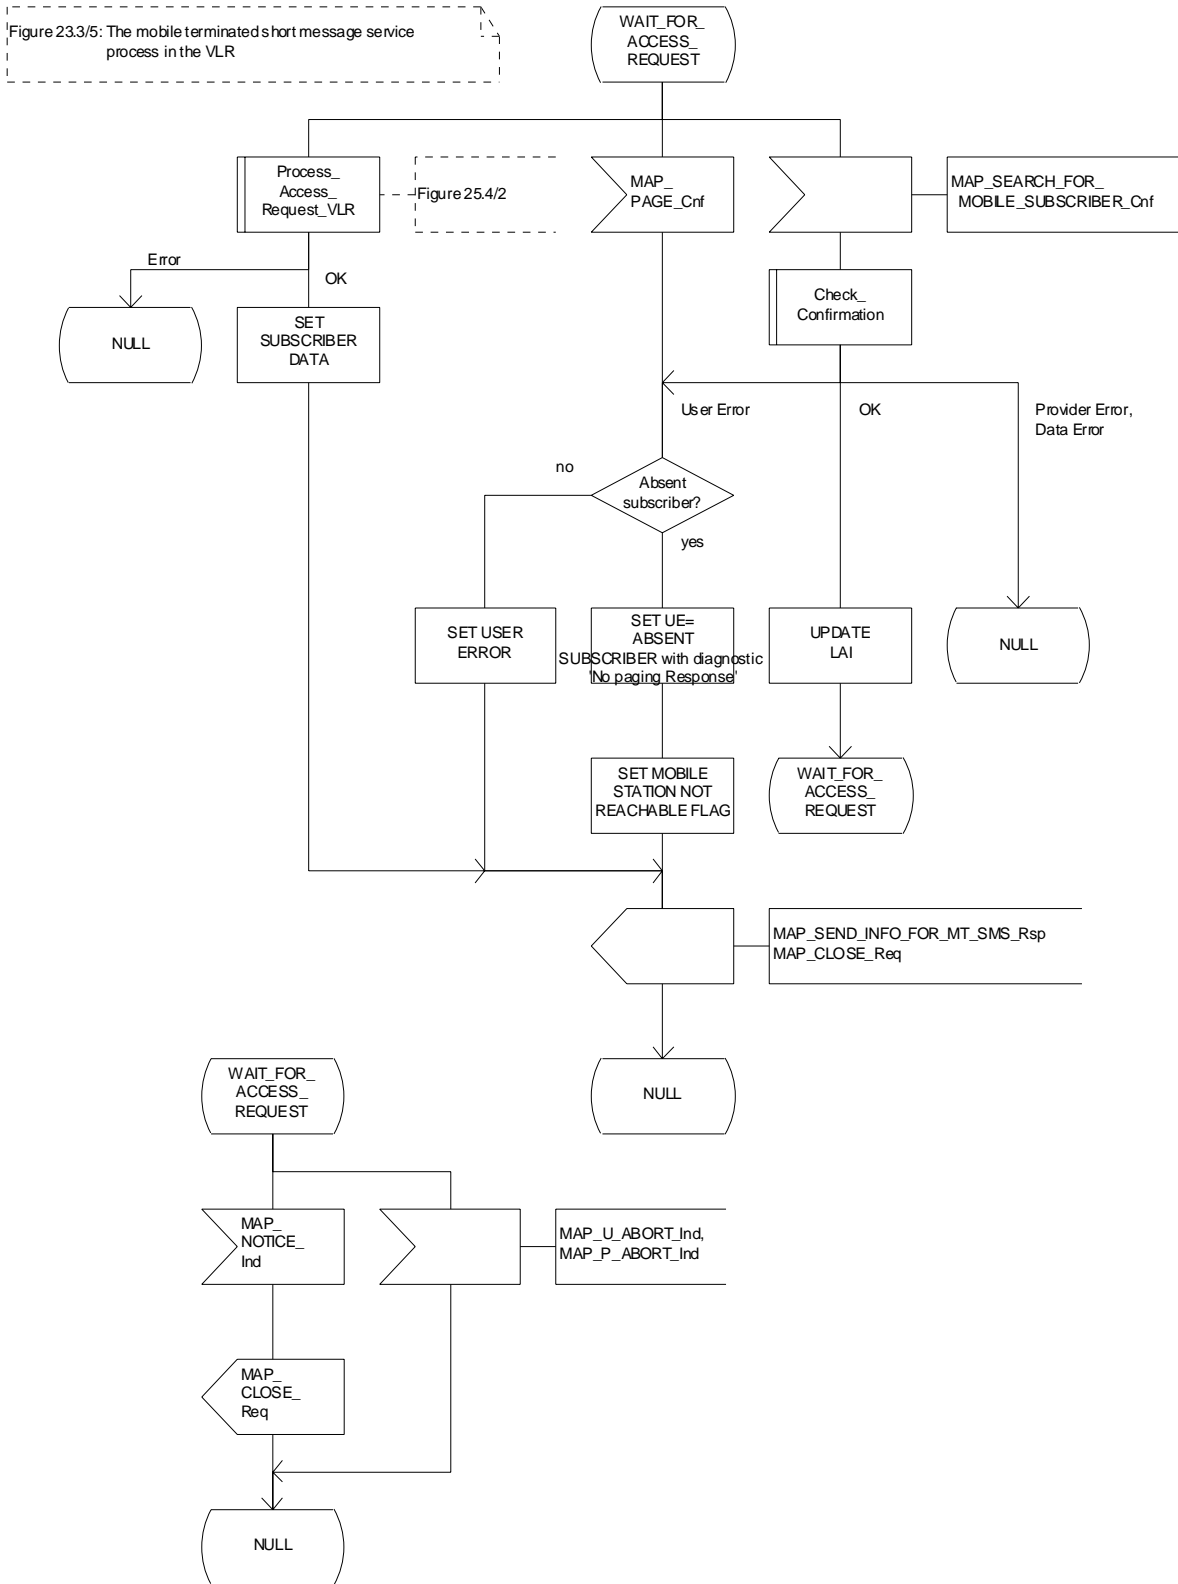 Figure 23.3/5: The mobile terminated short message service
process in the VLR
WAIT_FOR_
ACCESS_
REQUEST
Process_
Access_
Request_VLR
Figure 25.4/2
MAP_
PAGE_Cnf
MAP_SEARCH_FOR_
MOBILE_SUBSCRIBER_Cnf
Error
OK
Check_
Confirmation
NULL
SET
SUBSCRIBER
DATA
User Error
OK
Provider Error,
Data Error
no
Absent
subscriber?
yes
SET USER
ERROR
SET UE=
ABSENT
SUBSCRIBER with diagnostic
'No paging Response'
UPDATE
LAI
NULL
SET MOBILE
STATION NOT
REACHABLE FLAG
WAIT_FOR_
ACCESS_
REQUEST
MAP_SEND_INFO_FOR_MT_SMS_Rsp
MAP_CLOSE_Req
NULL
WAIT_FOR_
ACCESS_
REQUEST
MAP_
NOTICE_
Ind
MAP_U_ABORT_Ind,
MAP_P_ABORT_Ind
MAP_
CLOSE_
Req
NULL